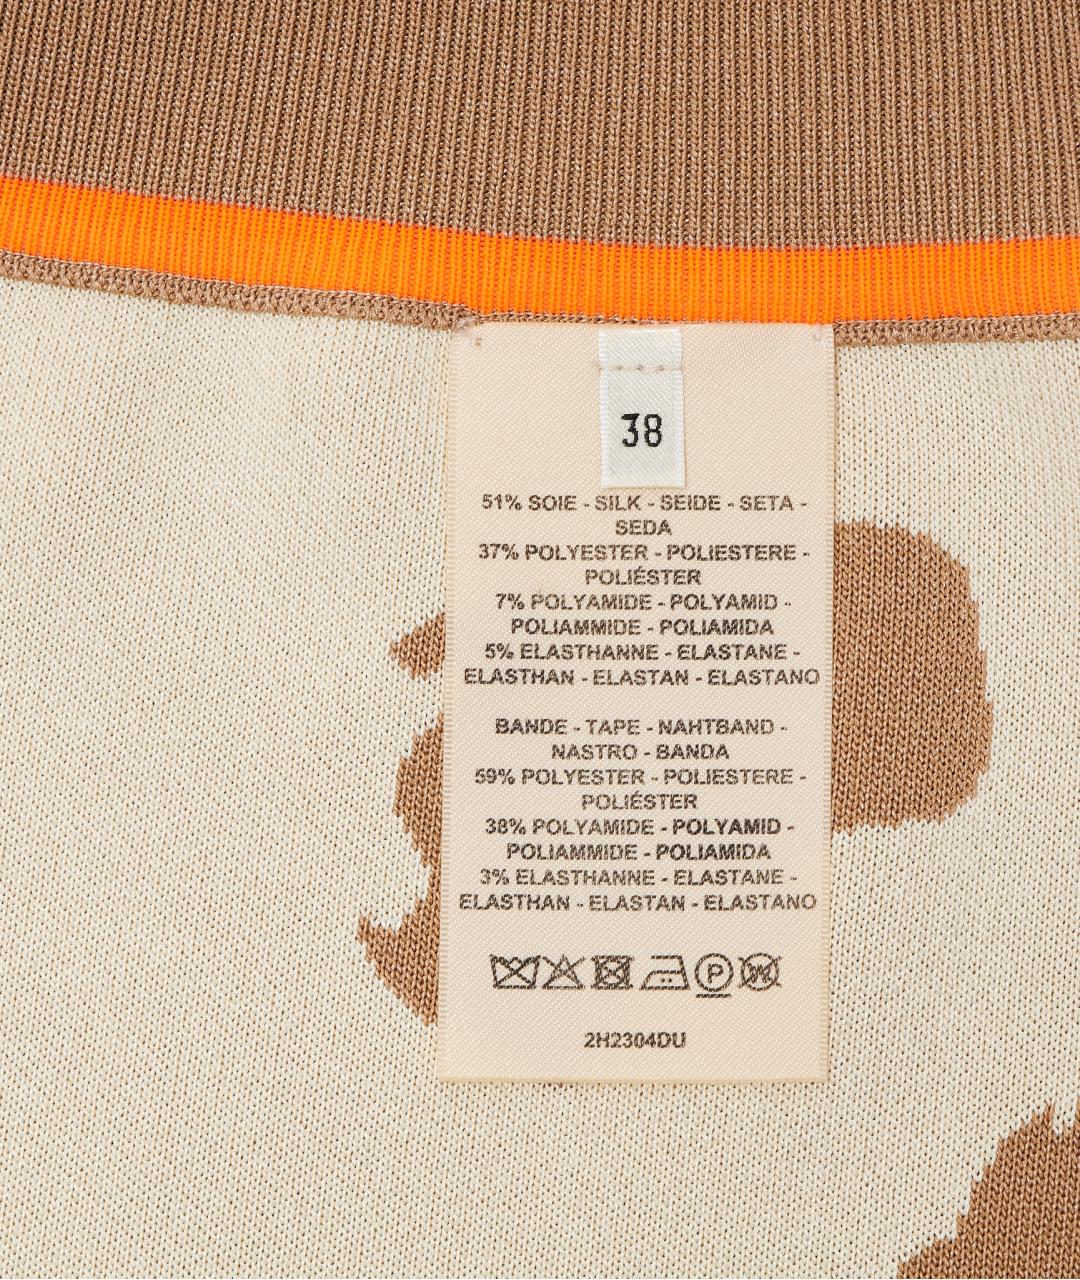 38
51% SOIE - SILK - SEIDE - SETA -
SEDA
37% POLYESTER - POLIESTERE -
POLIÉSTER
7% POLYAMIDE - POLYAMID -
POLIAMMIDE - POLIAMIDA
5% ELASTHANNE - ELASTANE -
ELASTHAN - ELASTAN - ELASTANO
BANDE - TAPE - NAHTBAND -
NASTRO - BANDA
59% POLYESTER - POLIESTERE -
POLIÉSTER
38% POLYAMIDE - POLYAMID -
POLIAMMIDE - POLIAMIDA
3% ELASTHANNE - ELASTANE -
ELASTHAN - ELASTAN - ELASTANO
P W
2H2304DU